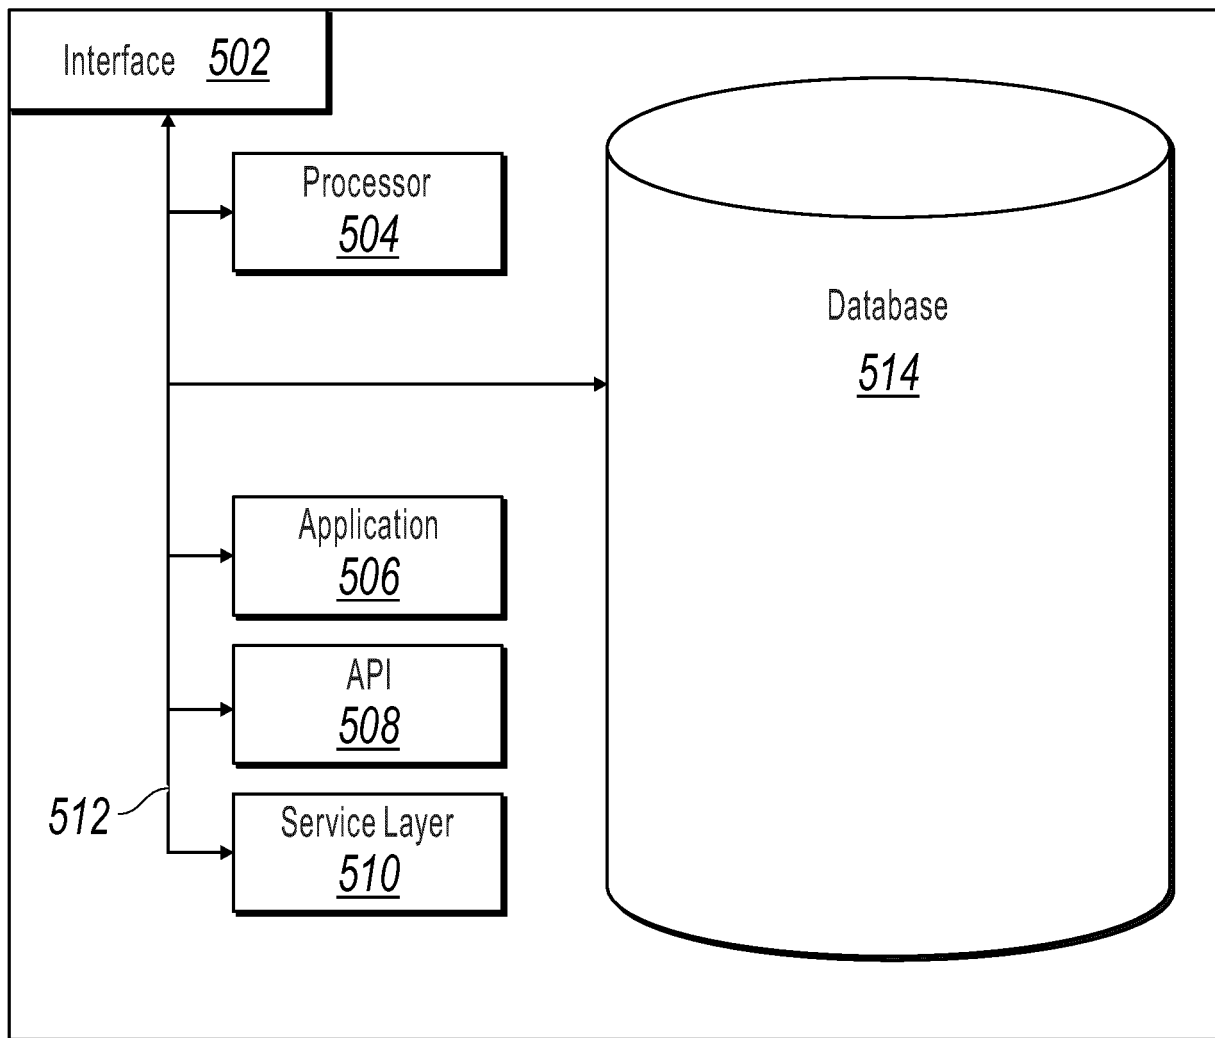 Interface 502
Processor
504
Database
514
Application
506
API
508
512
Service Layer
510